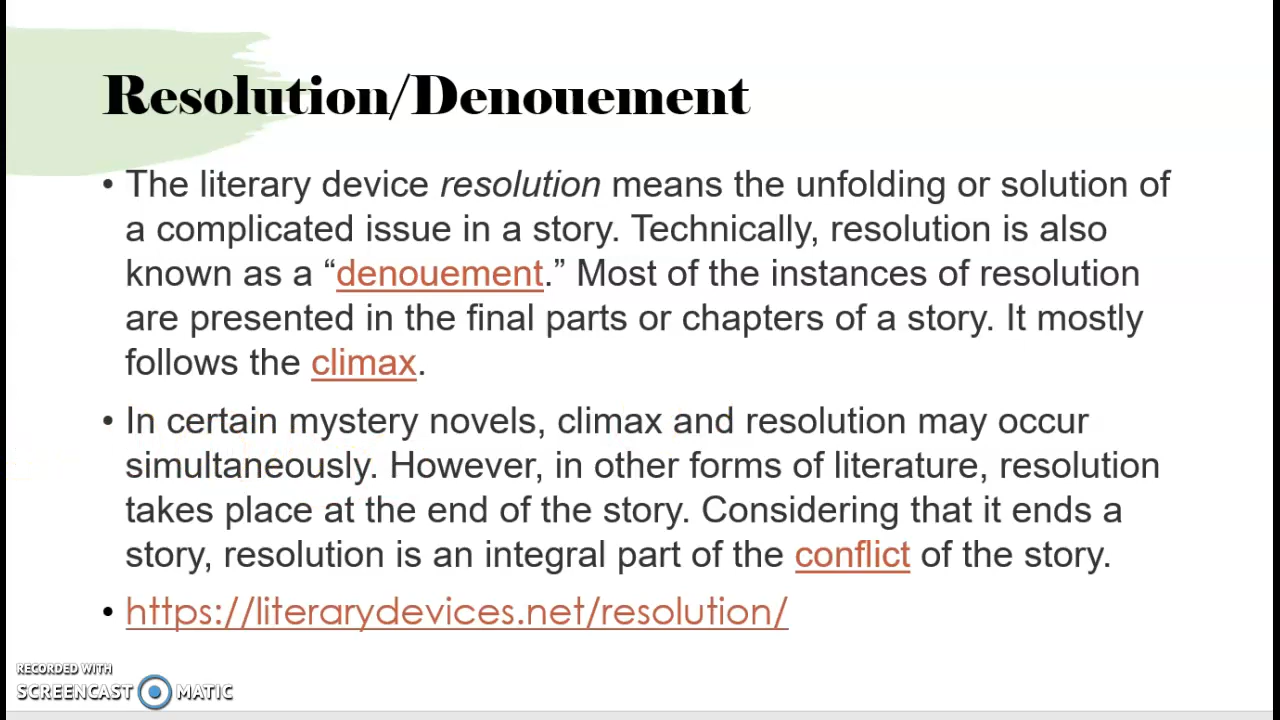 Resolution/Denouement
• The literary device resolution means the unfolding or solution of
a complicated issue in a story. Technically, resolution is also
known as a “denouement.” Most of the instances of resolution
are presented in the final parts or chapters of a story. It mostly
follows the climax.
• In certain mystery novels, climax and resolution may occur
simultaneously. However, in other forms of literature, resolution
takes place at the end of the story. Considering that it ends a
story, resolution is an integral part of the conflict of the story.
• https://literarydevices.net/resolution/
RECORDED WITH
SCREENCAST MATIC